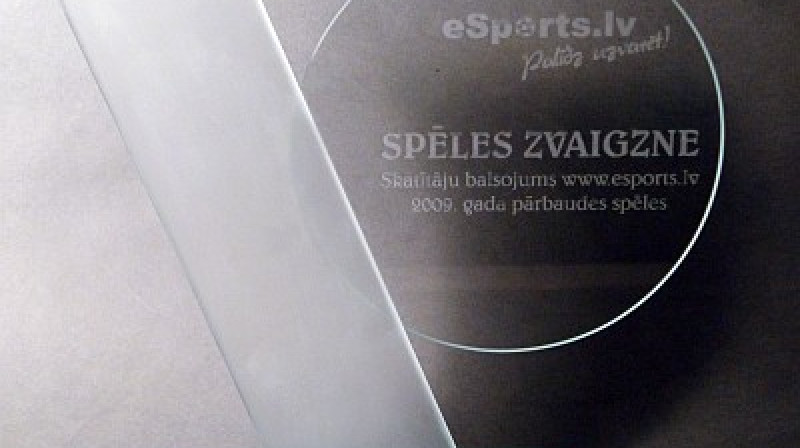 eSports.lv
Palīdz uzvarēt!
SPĒLES ZVAIGZNE
Skatītāju balsojums www.esports.lv
2009. gada pārbaudes spēles